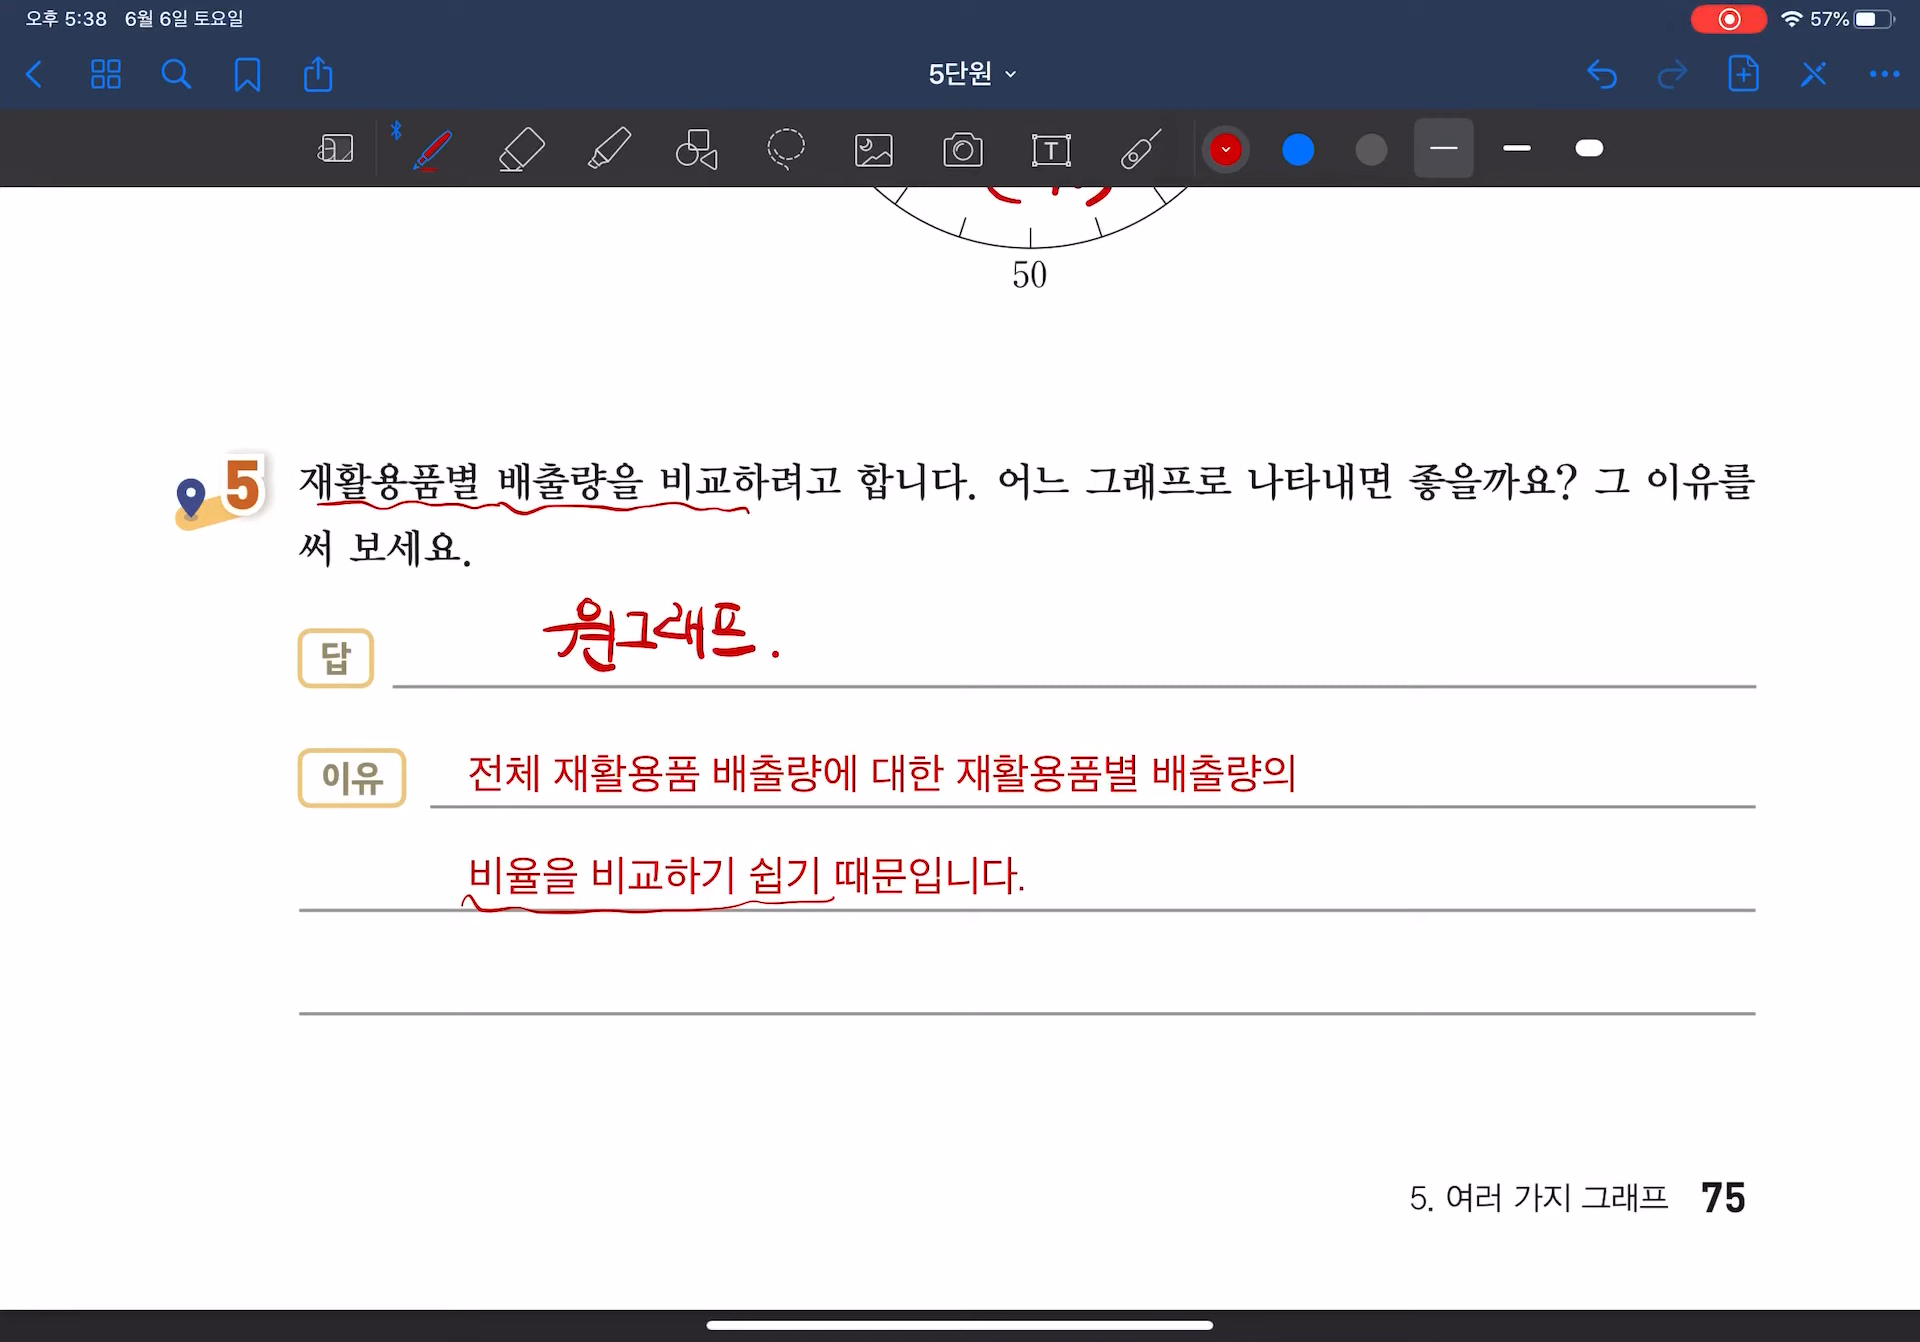 오후 5:38 6월 6일 토요일
57%
5단원
50
5 재활용품별 배출량을 비교하려고 합니다. 어느 그래프로 나타내면 좋을까요? 그 이유를
써 보세요.
답 원그래프.
이유 전체 재활용품 배출량에 대한 재활용품별 배출량의
비율을 비교하기 쉽기 때문입니다.
5. 여러 가지 그래프 75